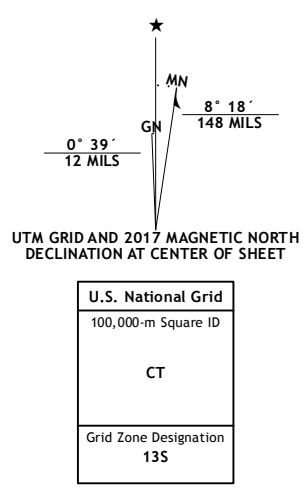 ★
MN
GN
8° 18´
148 MILS
0° 39´
12 MILS
UTM GRID AND 2017 MAGNETIC NORTH
DECLINATION AT CENTER OF SHEET
U.S. National Grid
100,000-m Square ID
CT
Grid Zone Designation
13S